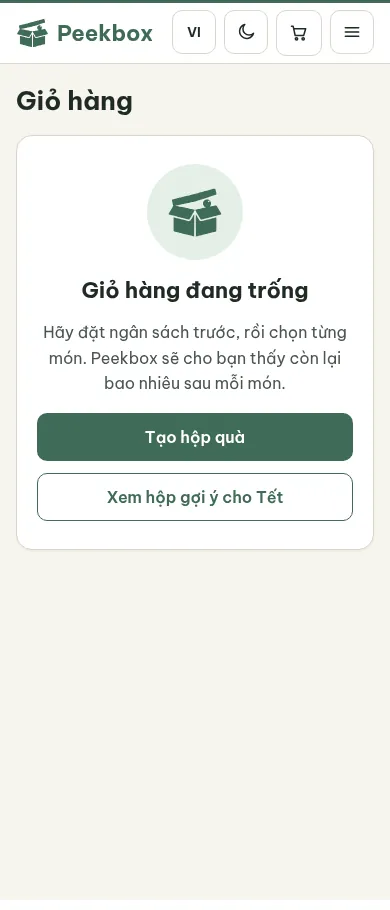 Peekbox
VI
Giỏ hàng
Giỏ hàng đang trống
Hãy đặt ngân sách trước, rồi chọn từng
món. Peekbox sẽ cho bạn thấy còn lại
bao nhiêu sau mỗi món.
Tạo hộp quà
Xem hộp gợi ý cho Tết